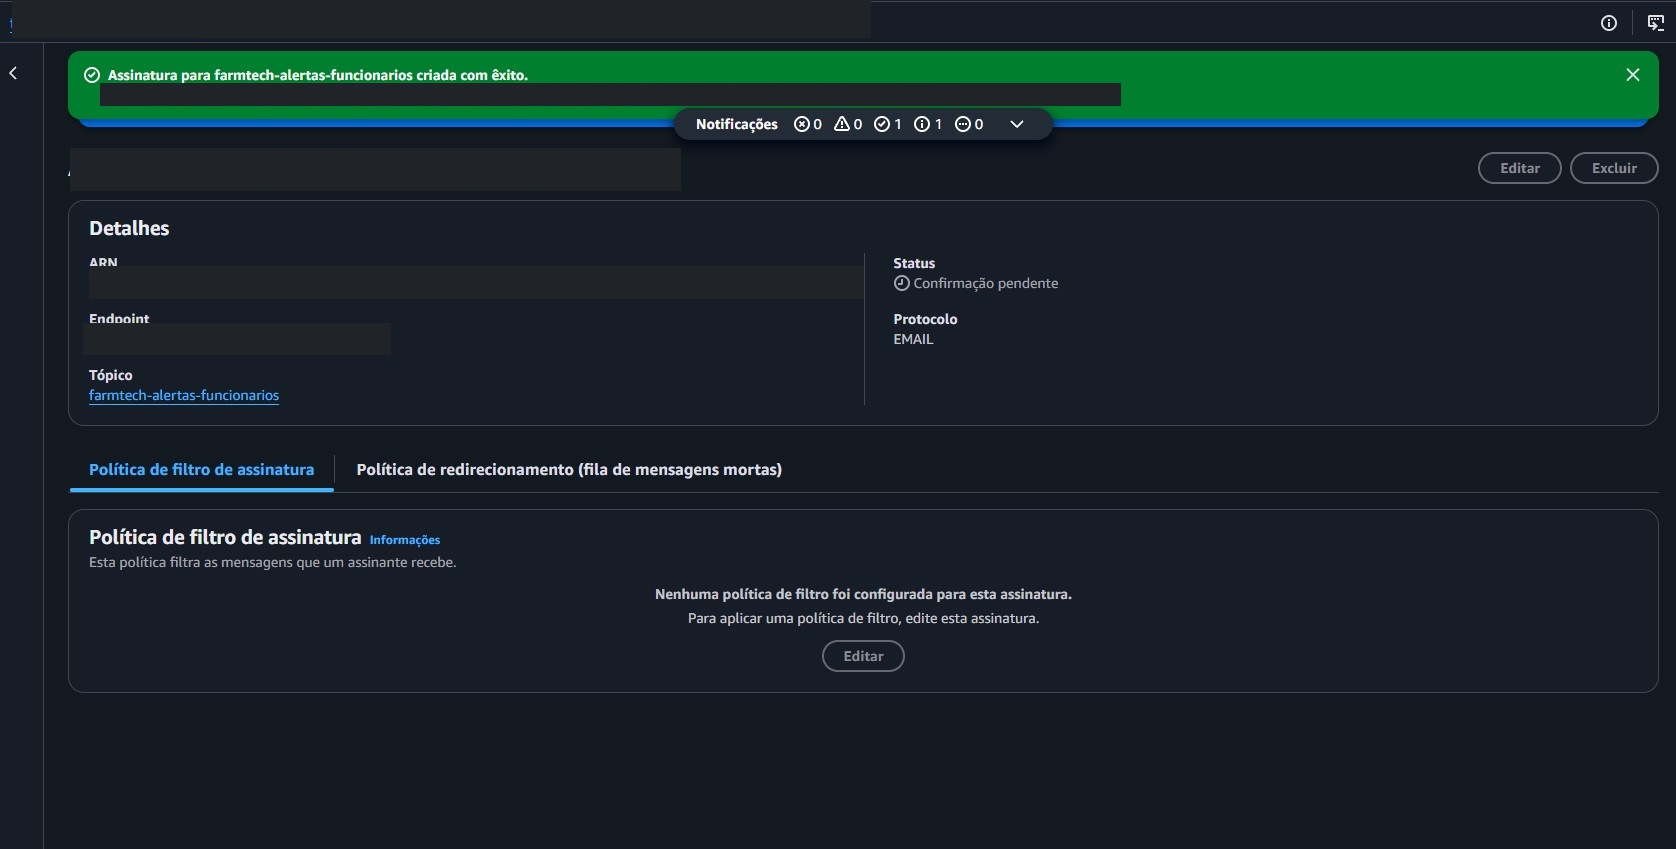 Assinatura para farmtech-alertas-funcionarios criada com êxito.
Notificações 0 0 1 1 0
Editar
Excluir
Detalhes
ARN
Status
Confirmação pendente
Endpoint
Protocolo
EMAIL
Tópico
farmtech-alertas-funcionarios
Política de filtro de assinatura
Política de redirecionamento (fila de mensagens mortas)
Política de filtro de assinatura Informações
Esta política filtra as mensagens que um assinante recebe.
Nenhuma política de filtro foi configurada para esta assinatura.
Para aplicar uma política de filtro, edite esta assinatura.
Editar